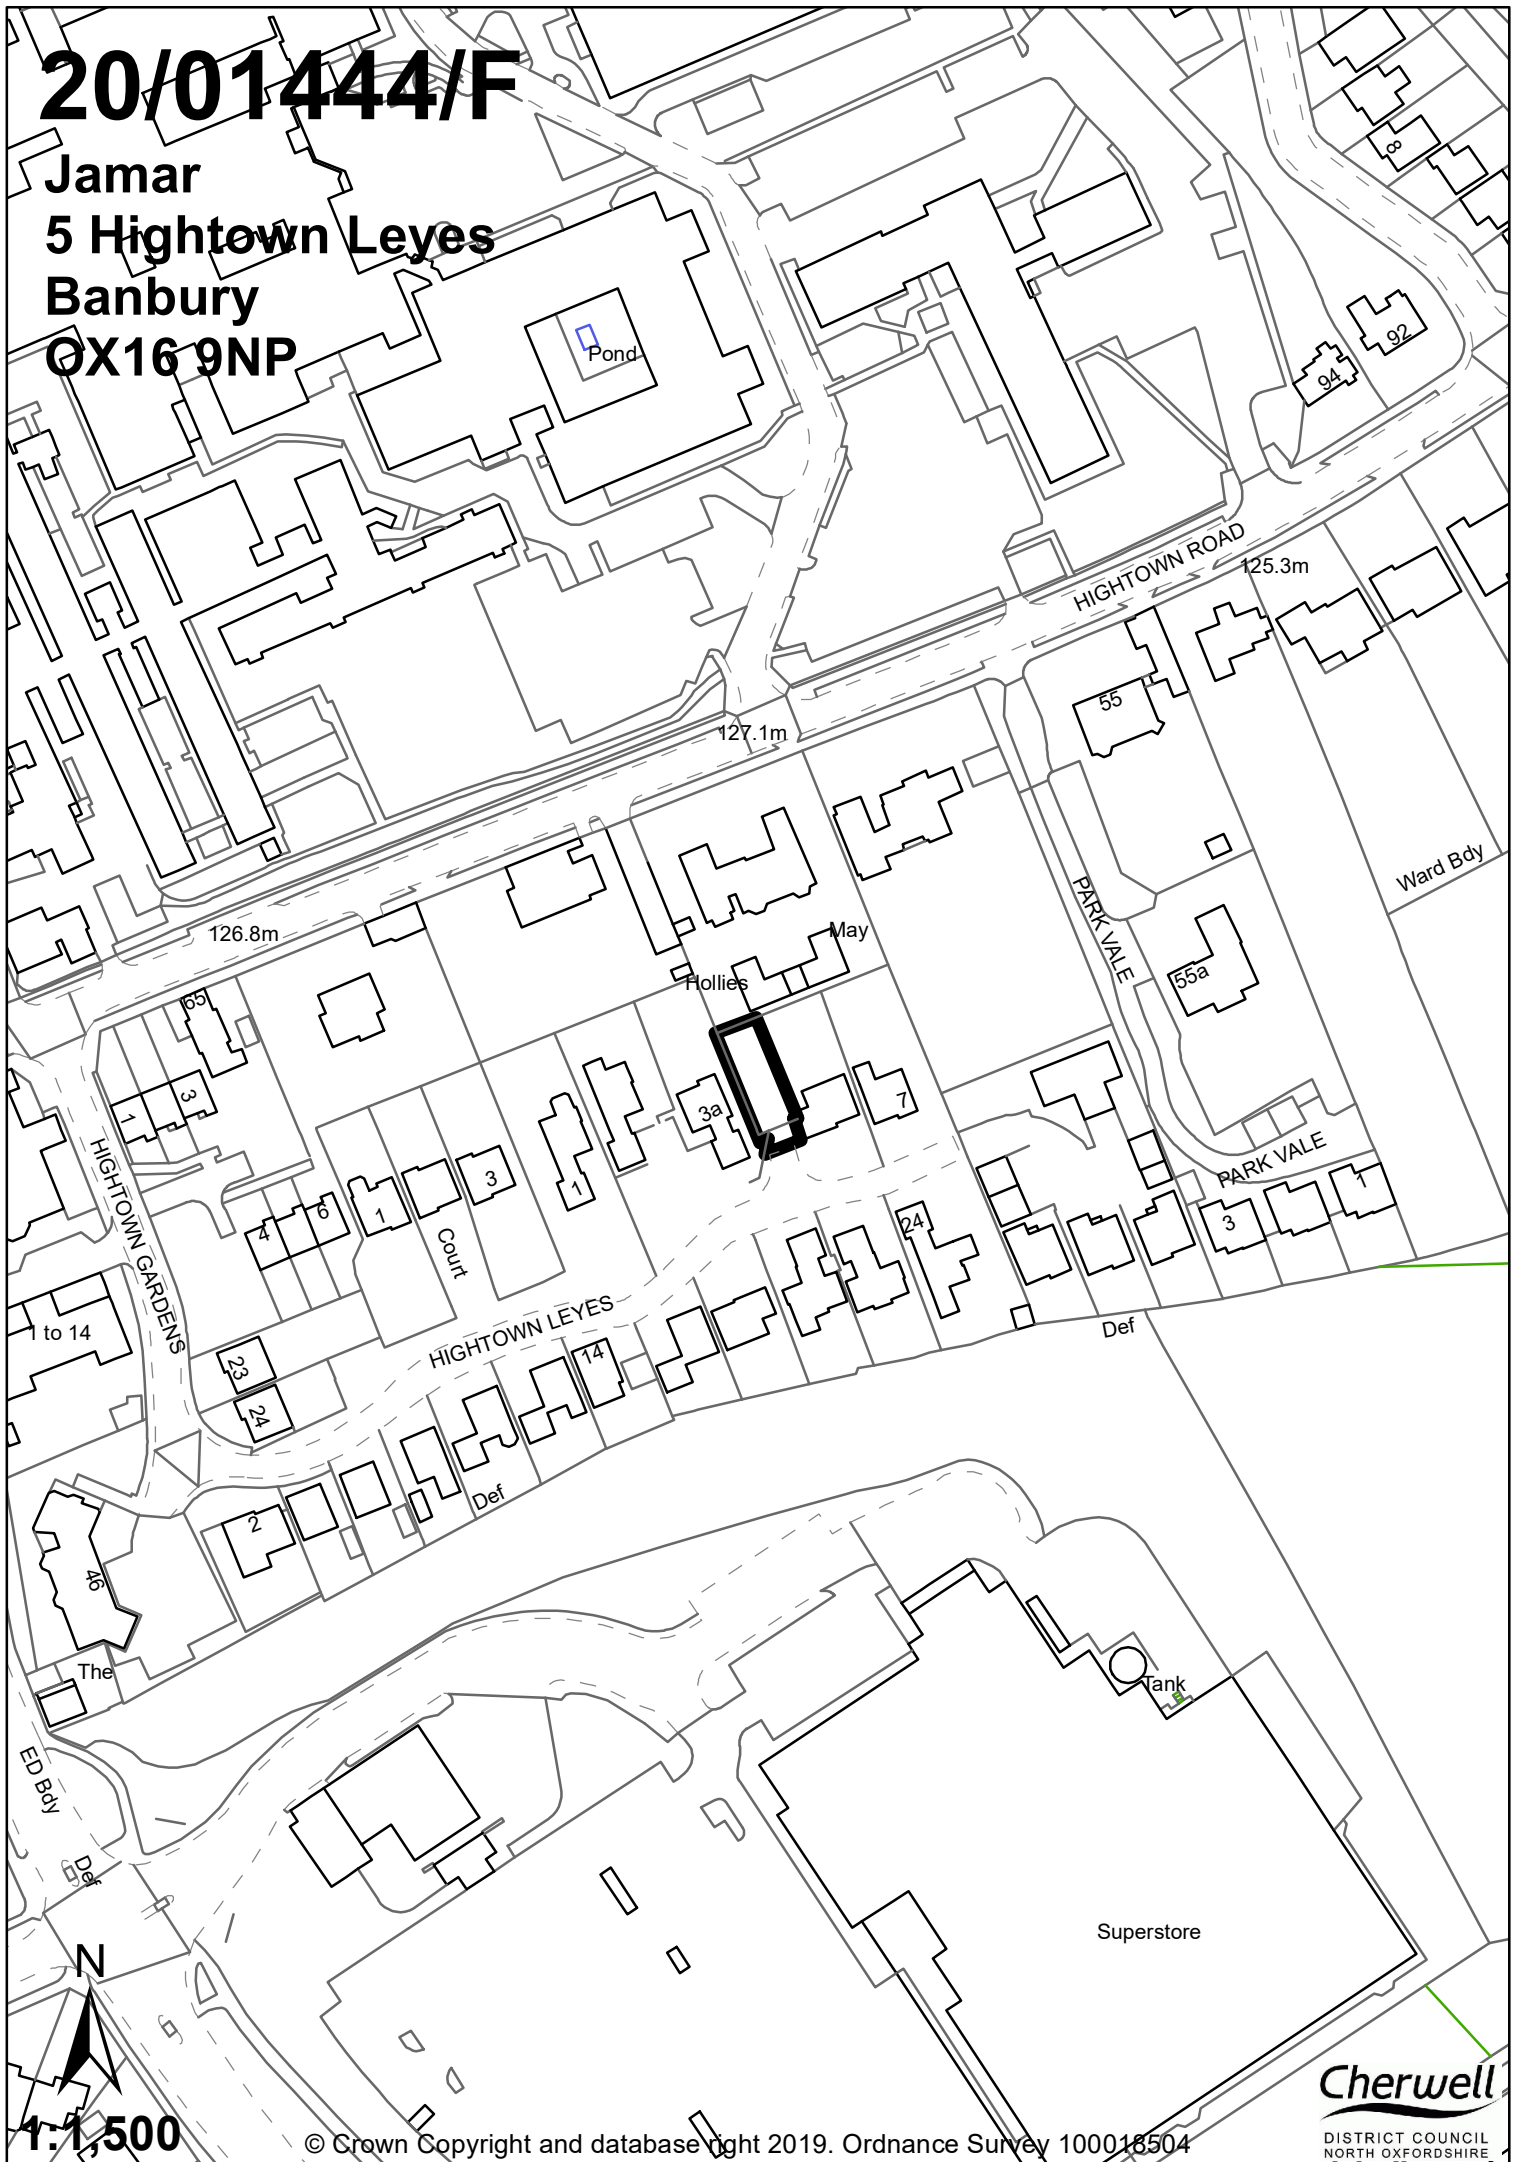 20/01444/F
Jamar
5 Hightown Leyes
Banbury
OX16 9NP
8
92
94
Pond
HIGHTOWN ROAD
125.3m
55
127.1m
Ward Bdy
PARK VALE
126.8m
May
Hollies
55a
65
3
1
3a
7
HIGHTOWN GARDENS
PARK VALE
1
3
3
1
4
6
1
Court
24
1 to 14
HIGHTOWN LEYES
Def
23
14
24
Def
2
46
The
Tank
ED Bdy
Def
Superstore
N
1:1,500
© Crown Copyright and database right 2019. Ordnance Survey 100018504
Cherwell
DISTRICT COUNCIL
NORTH OXFORDSHIRE